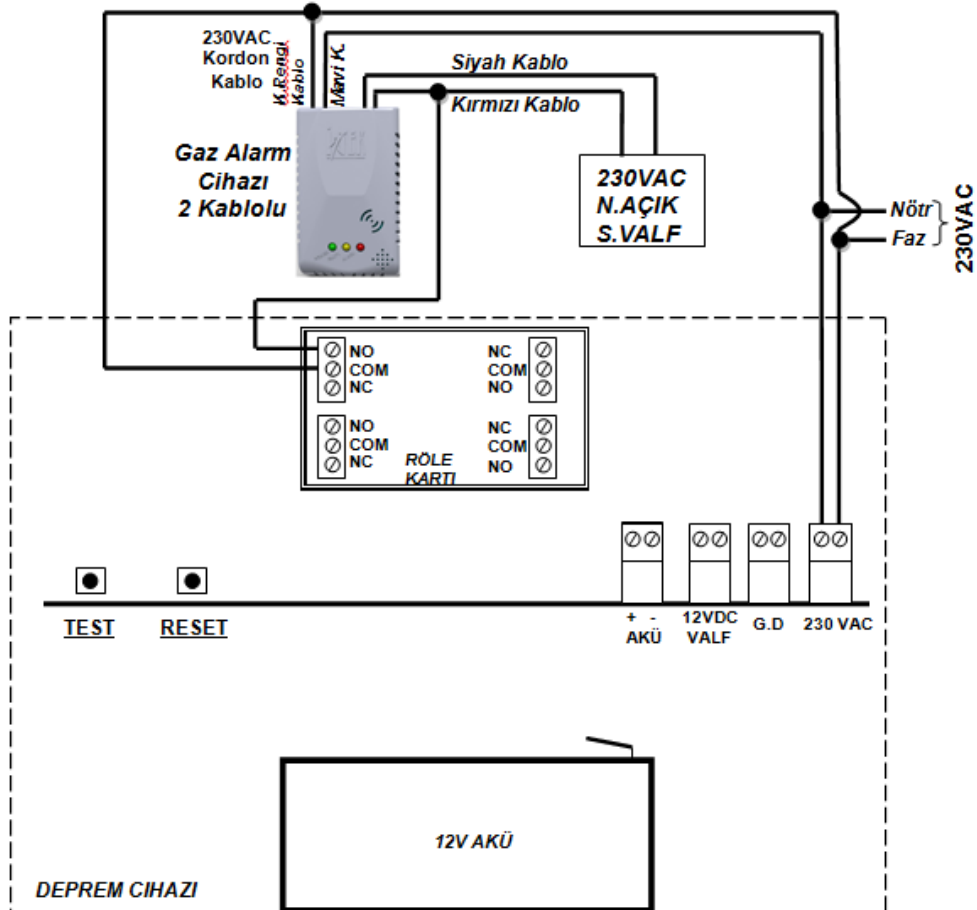 230VAC
Kordon
Kablo
K.Rengi
Kablo
Mavi K.
Siyah Kablo
Kırmızı Kablo
Gaz Alarm
Cihazı
2 Kablolu
230VAC
N.AÇIK
S.VALF
Nötr
Faz
230VAC
NO
COM
NC
NC
COM
NO
NO
COM
NC
NC
COM
NO
RÖLE
KARTI
TEST
RESET
+ -
AKÜ
12VDC
VALF
G.D
230 VAC
12V AKÜ
DEPREM CIHAZI